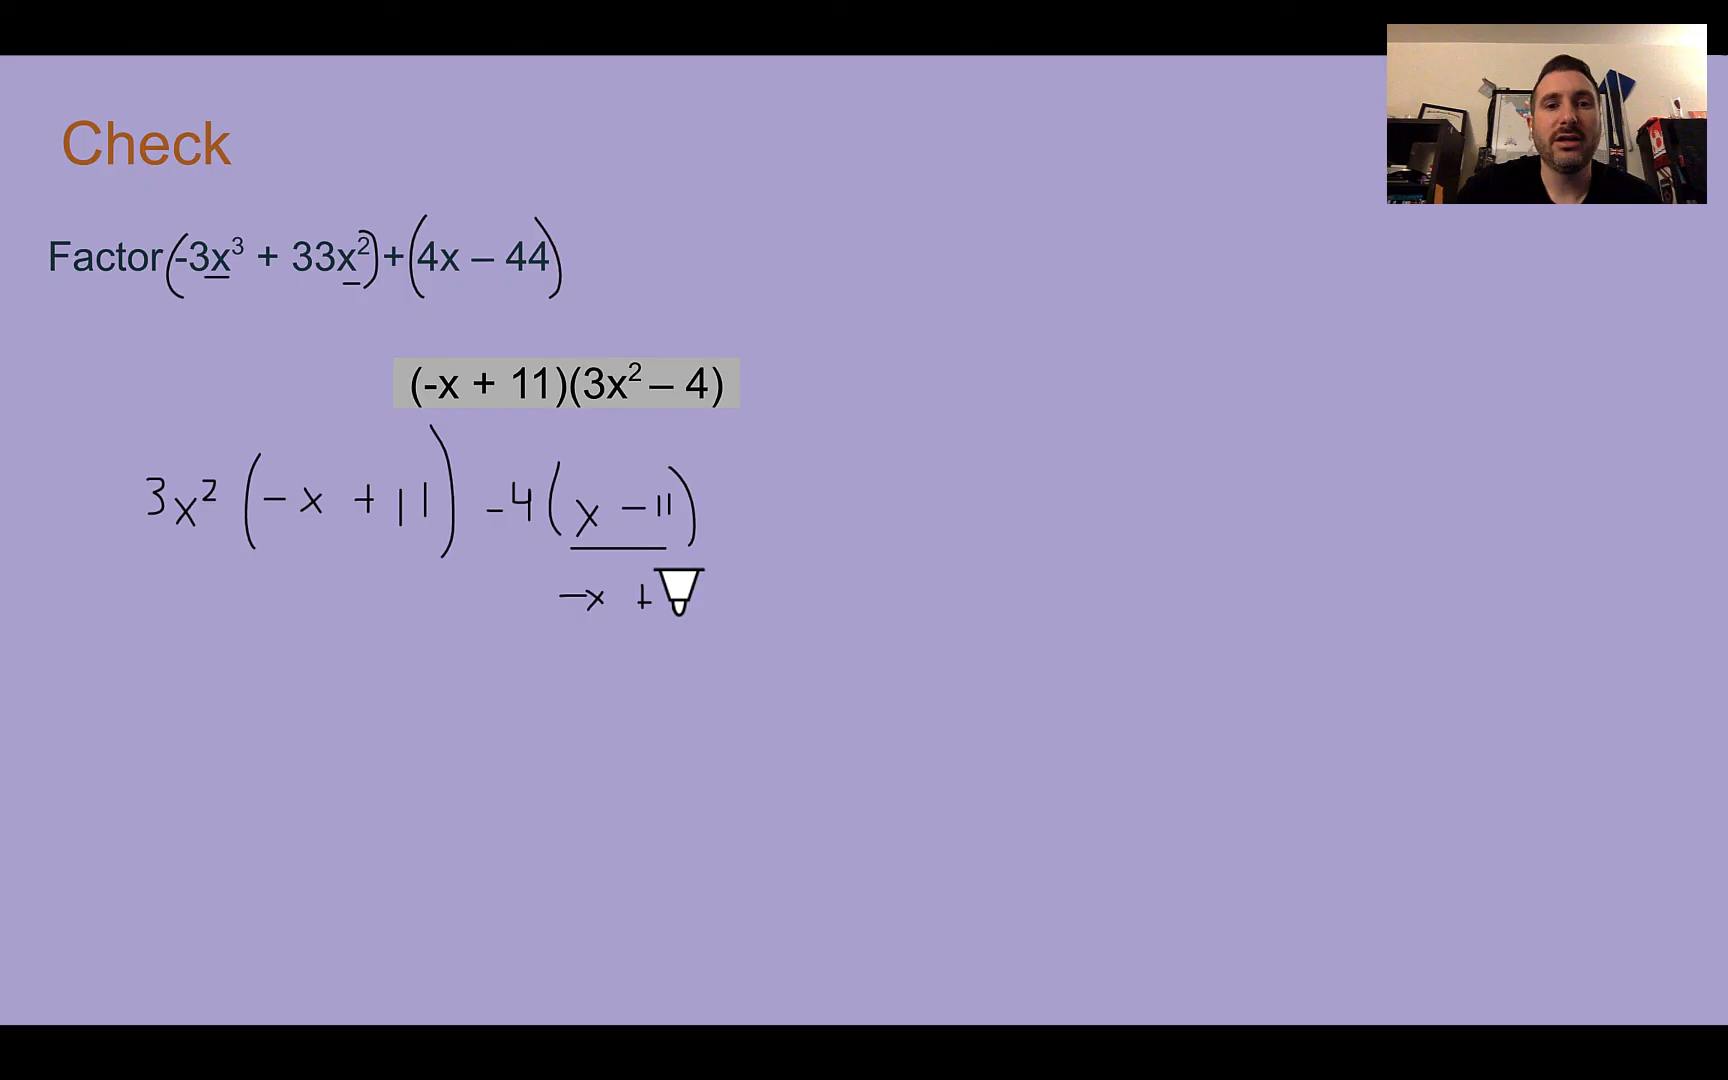 Check
Factor(-3x³ + 33x²)+(4x – 44)
(-x + 11)(3x² – 4)
3x² (-x + 11) -4(x - 11)
-x +